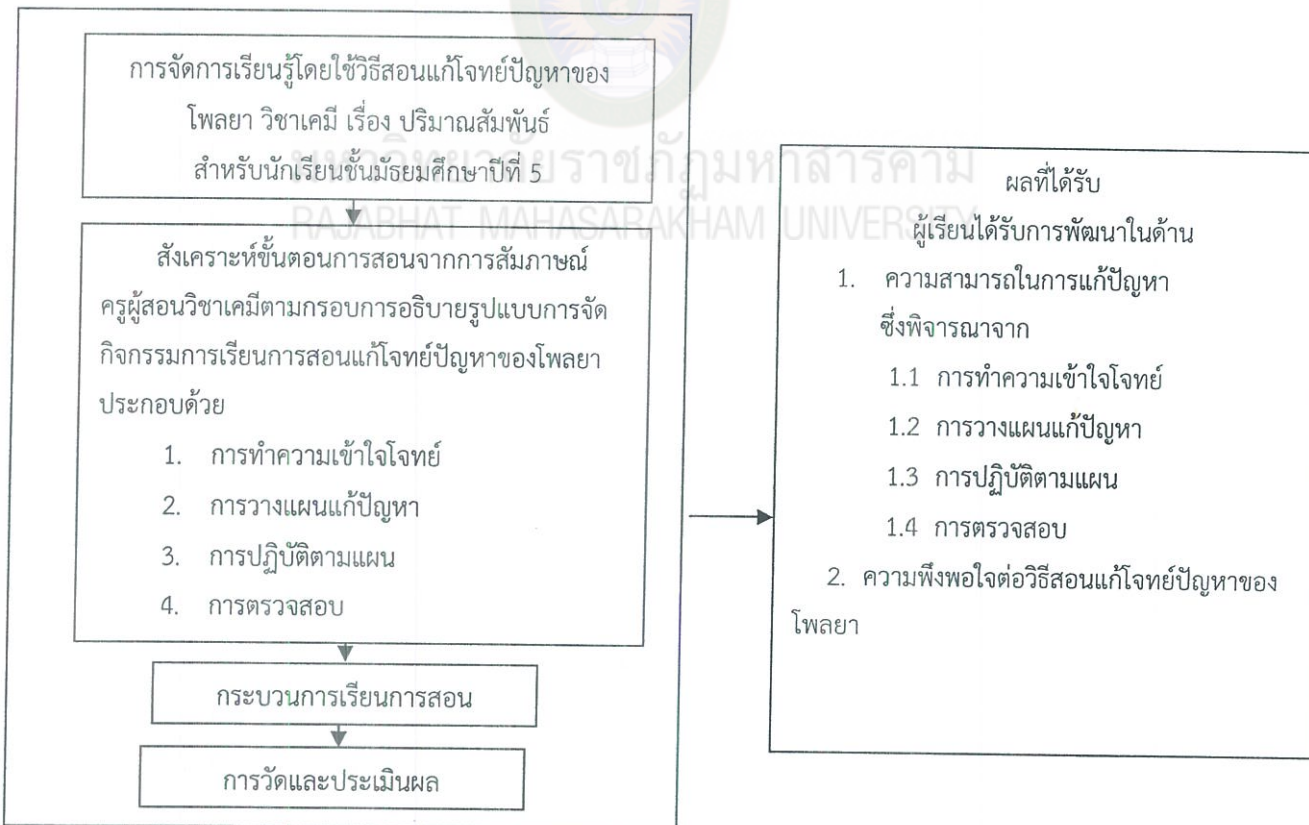 การจัดการเรียนรู้โดยใช้วิธีสอนแก้โจทย์ปัญหาของ
โพลยา วิชาเคมี เรื่อง ปริมาณสัมพันธ์
สำหรับนักเรียนชั้นมัธยมศึกษาปีที่ 5
มหาวิทยาลัยราชภัฏมหาสารคาม
RAJABHAT MAHASARAKHAM UNIVERSITY
สังเคราะห์ขั้นตอนการสอนจากการสัมภาษณ์
ครูผู้สอนวิชาเคมีตามกรอบการอธิบายรูปแบบการจัด
กิจกรรมการเรียนการสอนแก้โจทย์ปัญหาของโพลยา
ประกอบด้วย
1. การทำความเข้าใจโจทย์
2. การวางแผนแก้ปัญหา
3. การปฏิบัติตามแผน
4. การตรวจสอบ
กระบวนการเรียนการสอน
การวัดและประเมินผล
ผลที่ได้รับ
ผู้เรียนได้รับการพัฒนาในด้าน
1. ความสามารถในการแก้ปัญหา
ซึ่งพิจารณาจาก
1.1 การทำความเข้าใจโจทย์
1.2 การวางแผนแก้ปัญหา
1.3 การปฏิบัติตามแผน
1.4 การตรวจสอบ
2. ความพึงพอใจต่อวิธีสอนแก้โจทย์ปัญหาของ
โพลยา